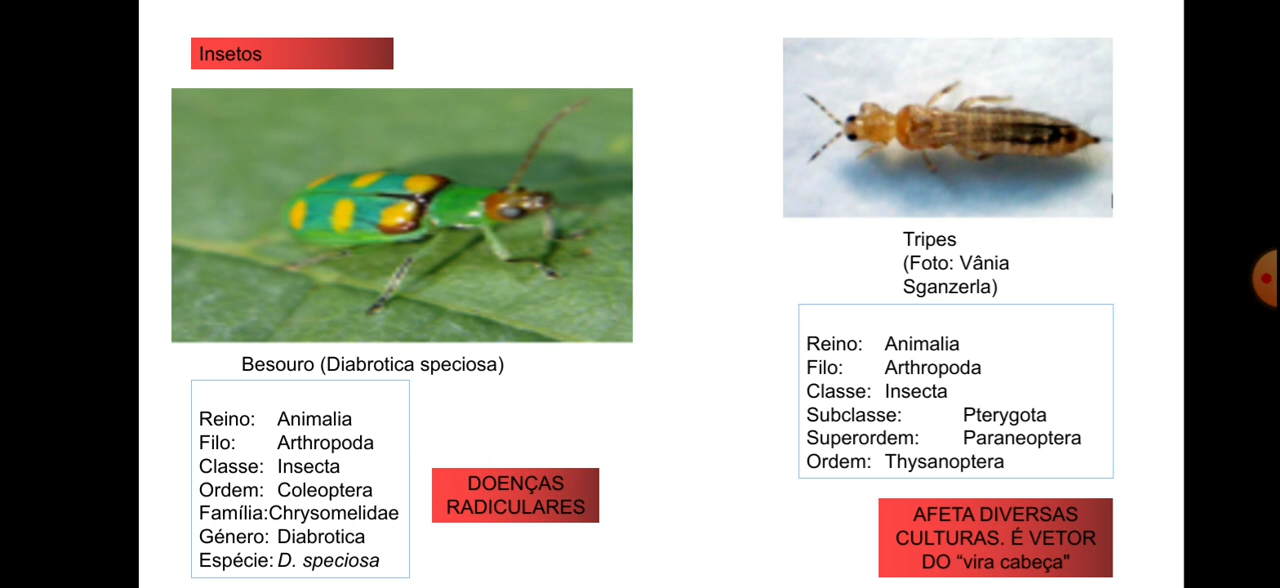 Insetos
Besouro (Diabrotica speciosa)
Reino: Animalia
Filo: Arthropoda
Classe: Insecta
Ordem: Coleoptera
Família:Chrysomelidae
Género: Diabrotica
Espécie: D. speciosa
DOENÇAS
RADICULARES
Tripes
(Foto: Vânia
Sganzerla)
Reino: Animalia
Filo: Arthropoda
Classe: Insecta
Subclasse: Pterygota
Superordem: Paraneoptera
Ordem: Thysanoptera
AFETA DIVERSAS
CULTURAS. É VETOR
DO “vira cabeça"